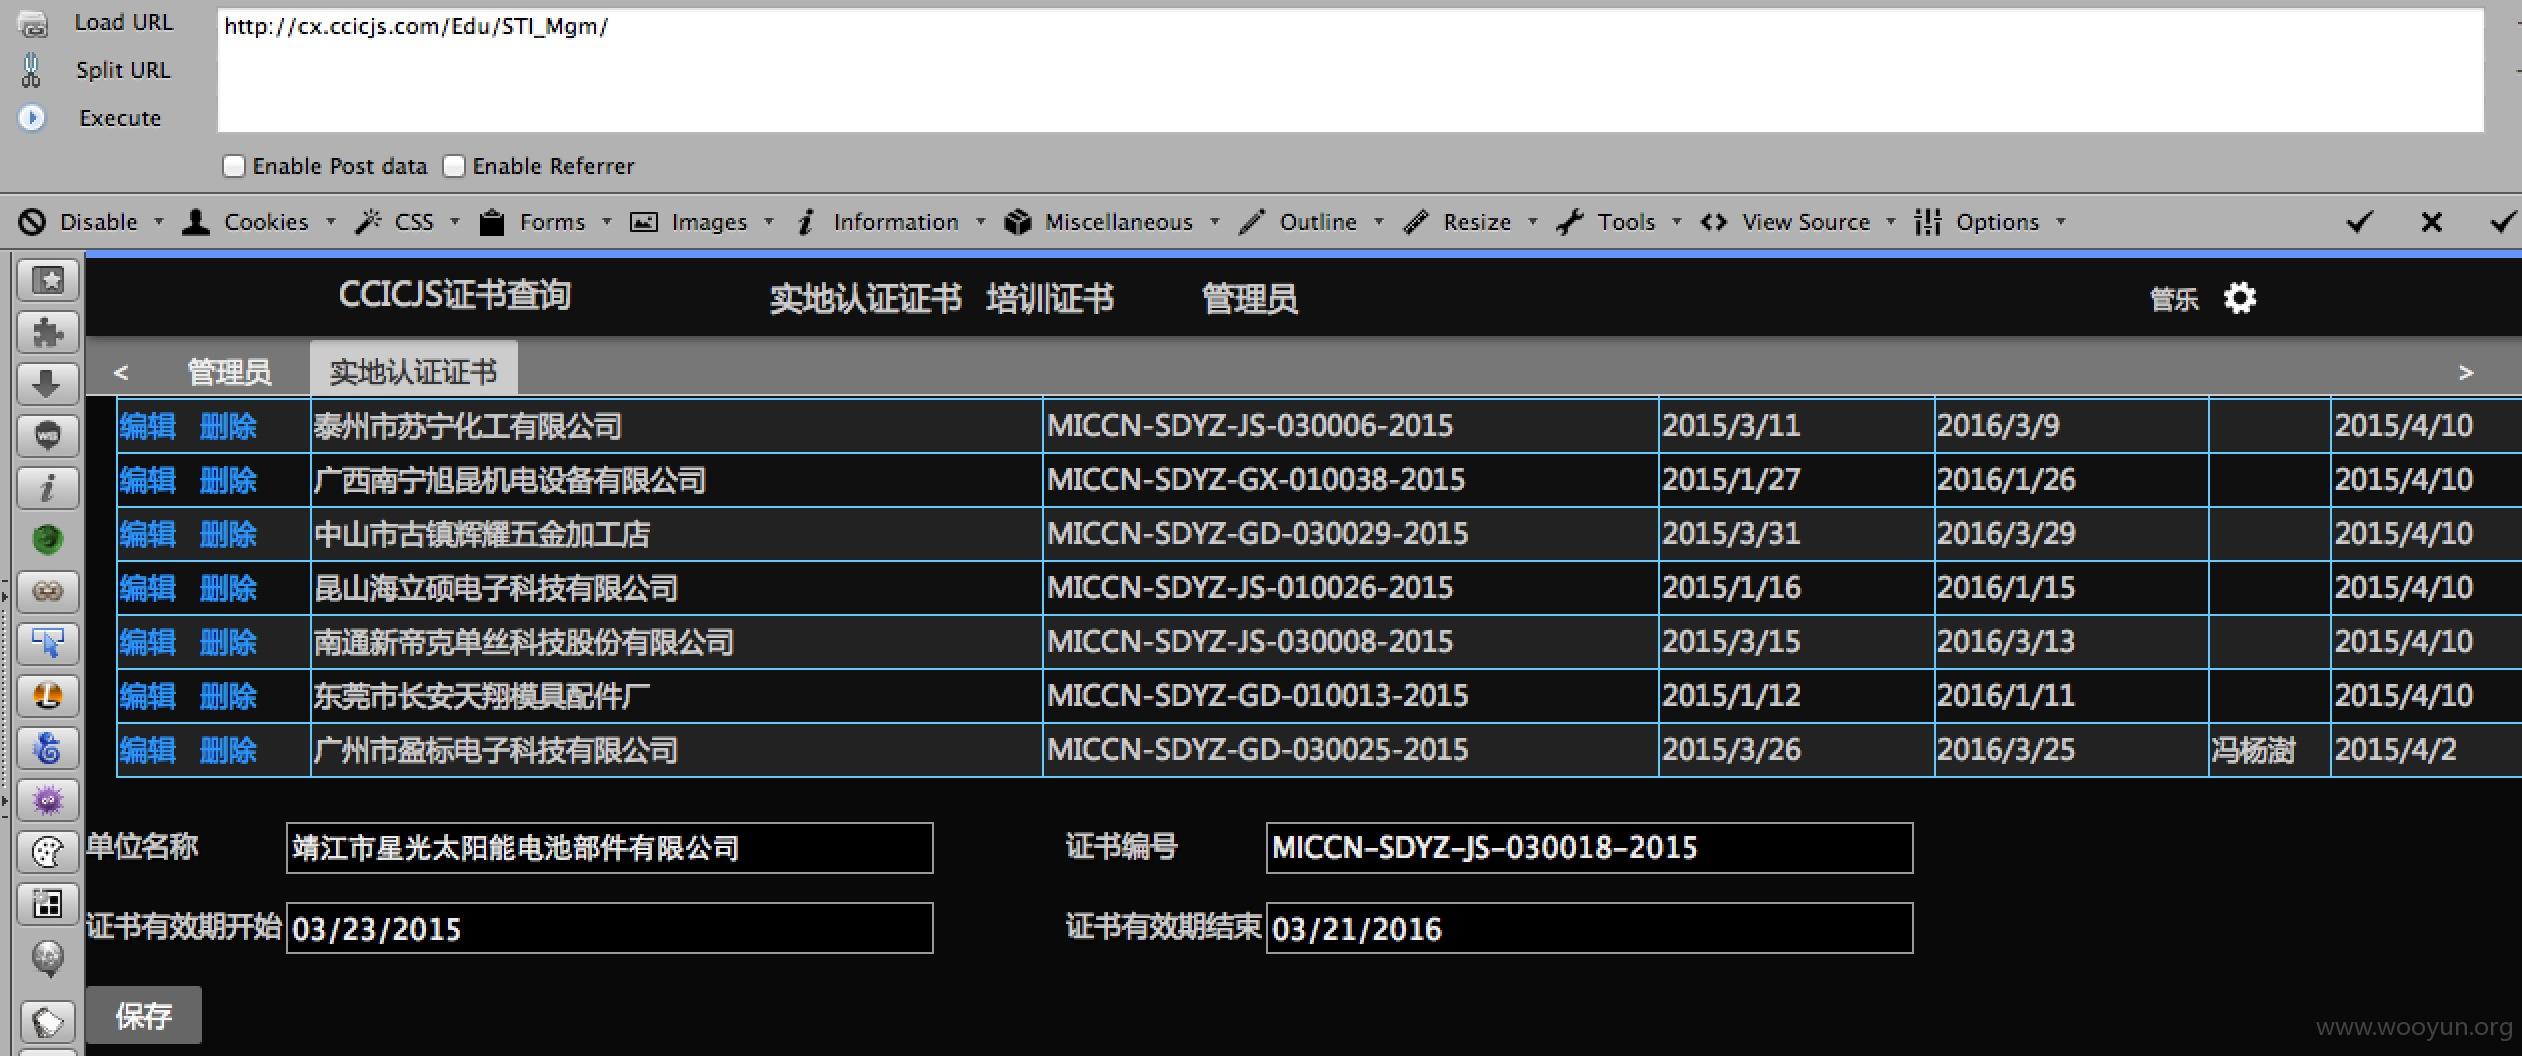 Load URL
http://cx.ccicjs.com/Edu/STI_Mgm/
Split URL
Execute
Enable Post data Enable Referrer
Disable Cookies CSS Forms Images Information Miscellaneous Outline Resize Tools View Source Options
CCICJS证书查询 实地认证证书 培训证书 管理员 管乐
< 管理员 实地认证证书 >
编辑 删除 泰州市苏宁化工有限公司 MICCN-SDYZ-JS-030006-2015 2015/3/11 2016/3/9 2015/4/10
编辑 删除 广西南宁旭昆机电设备有限公司 MICCN-SDYZ-GX-010038-2015 2015/1/27 2016/1/26 2015/4/10
编辑 删除 中山市古镇辉耀五金加工店 MICCN-SDYZ-GD-030029-2015 2015/3/31 2016/3/29 2015/4/10
编辑 删除 昆山海立硕电子科技有限公司 MICCN-SDYZ-JS-010026-2015 2015/1/16 2016/1/15 2015/4/10
编辑 删除 南通新帝克单丝科技股份有限公司 MICCN-SDYZ-JS-030008-2015 2015/3/15 2016/3/13 2015/4/10
编辑 删除 东莞市长安天翔模具配件厂 MICCN-SDYZ-GD-010013-2015 2015/1/12 2016/1/11 2015/4/10
编辑 删除 广州市盈标电子科技有限公司 MICCN-SDYZ-GD-030025-2015 2015/3/26 2016/3/25 冯杨澍 2015/4/2
单位名称 靖江市星光太阳能电池部件有限公司 证书编号 MICCN-SDYZ-JS-030018-2015
证书有效期开始 03/23/2015 证书有效期结束 03/21/2016
保存
www.wooyun.org